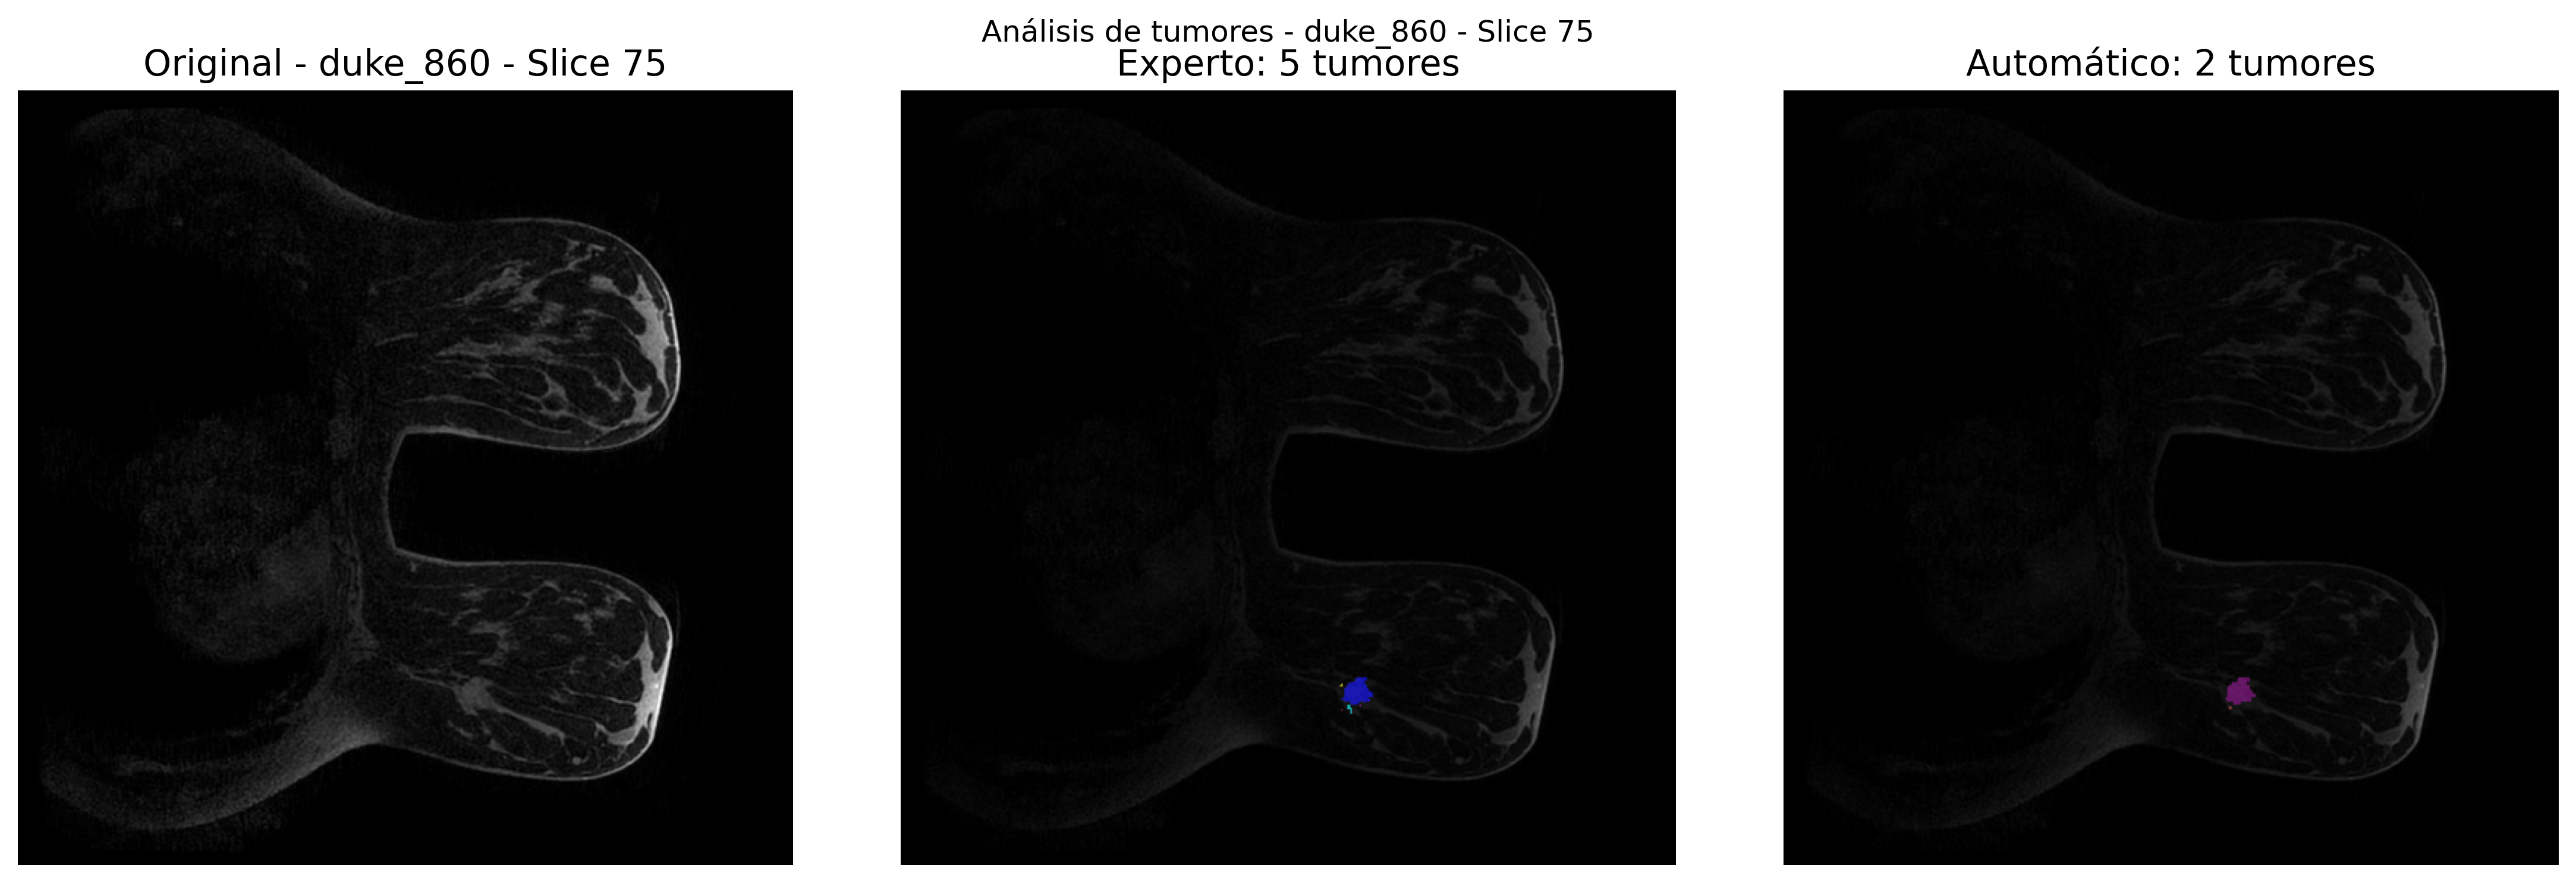 Análisis de tumores - duke_860 - Slice 75
Original - duke_860 - Slice 75
Experto: 5 tumores
Automático: 2 tumores